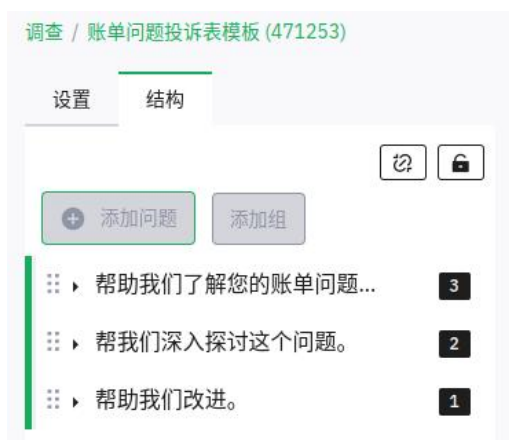 调查 / 账单问题投诉表模板 (471253)
设置 结构
添加问题 添加组
帮助我们了解您的账单问题... 3
帮我们深入探讨这个问题。 2
帮助我们改进。 1